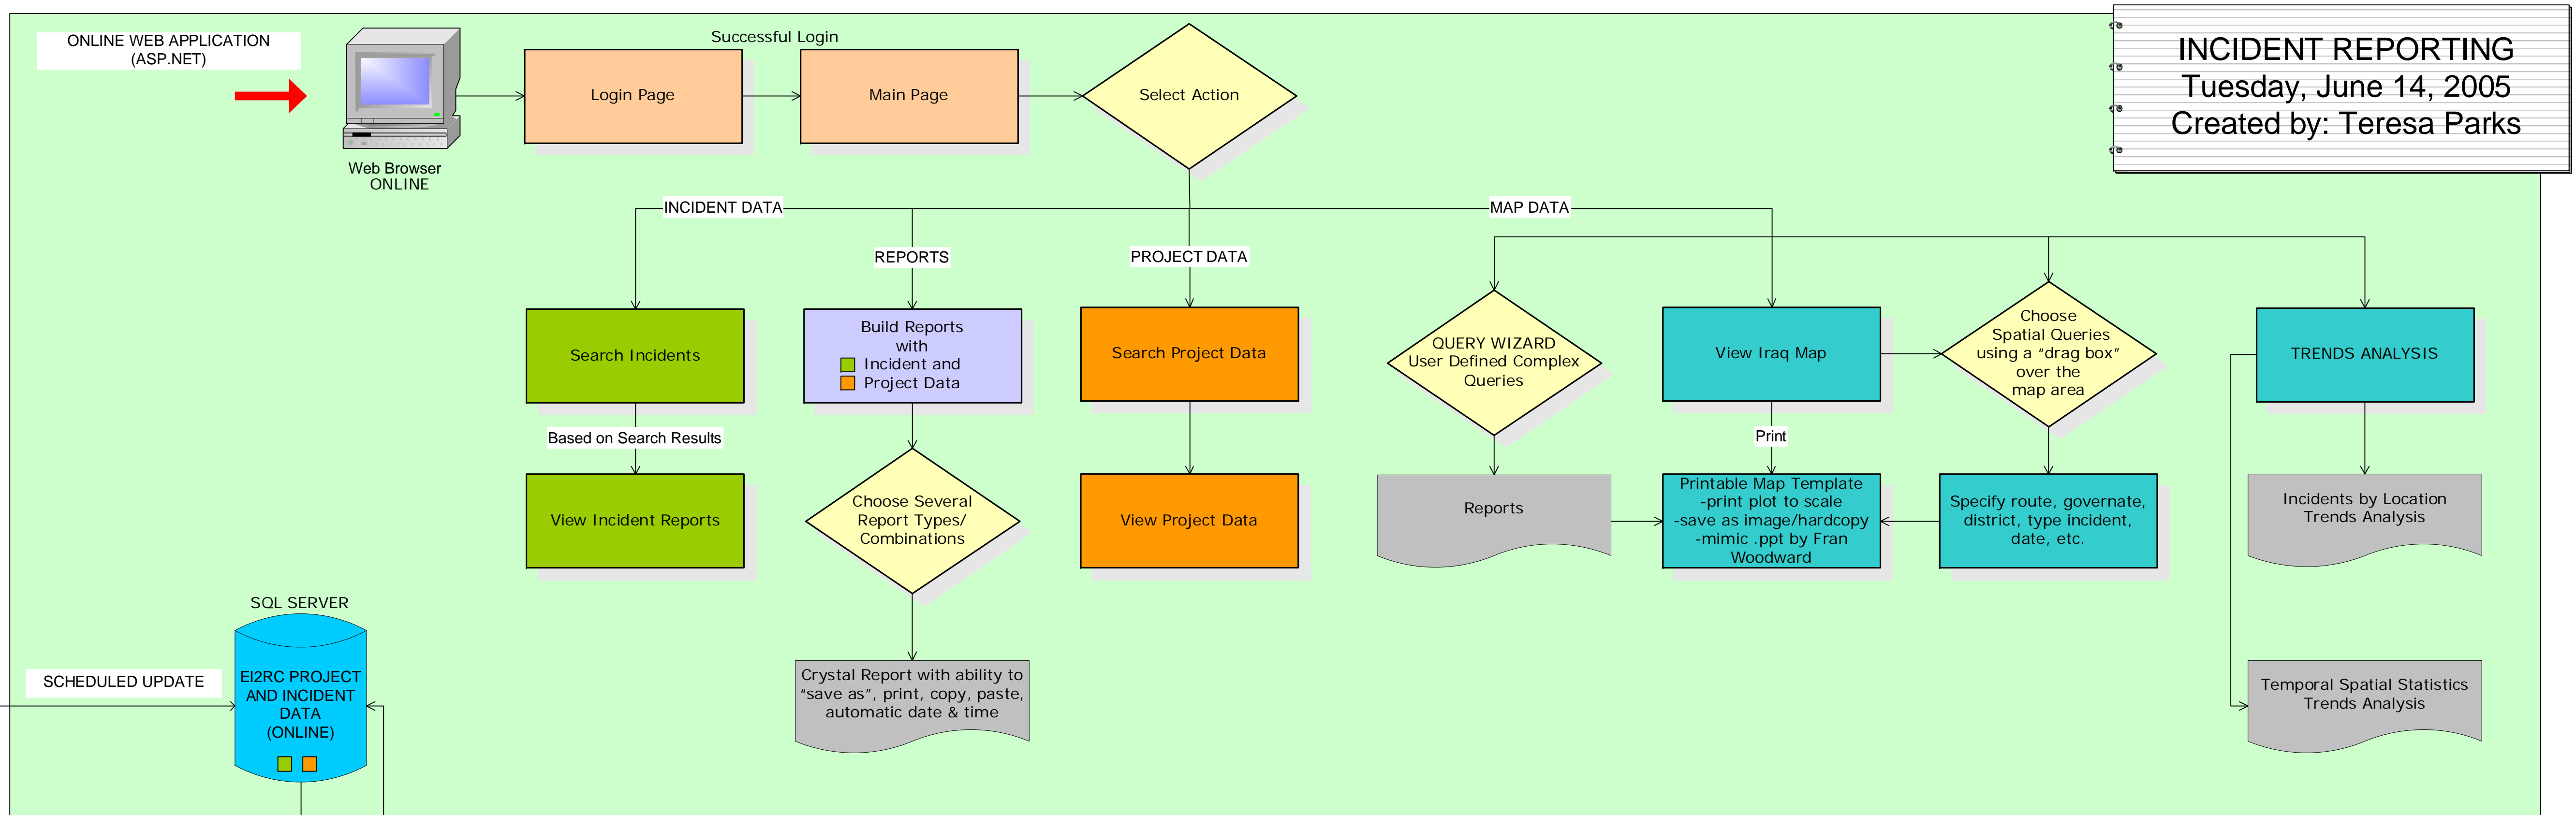 ONLINE WEB APPLICATION
(ASP.NET)
Web Browser
ONLINE
Login Page
Successful Login
Main Page
Select Action
INCIDENT REPORTING
Tuesday, June 14, 2005
Created by: Teresa Parks
INCIDENT DATA
REPORTS
PROJECT DATA
MAP DATA
Search Incidents
Based on Search Results
View Incident Reports
Build Reports
with
Incident and
Project Data
Choose Several
Report Types/
Combinations
Crystal Report with ability to
“save as”, print, copy, paste,
automatic date & time
Search Project Data
View Project Data
QUERY WIZARD
User Defined Complex
Queries
Reports
View Iraq Map
Print
Printable Map Template
-print plot to scale
-save as image/hardcopy
-mimic .ppt by Fran
Woodward
Choose
Spatial Queries
using a “drag box”
over the
map area
Specify route, governate,
district, type incident,
date, etc.
TRENDS ANALYSIS
Incidents by Location
Trends Analysis
Temporal Spatial Statistics
Trends Analysis
SQL SERVER
SCHEDULED UPDATE
EI2RC PROJECT
AND INCIDENT
DATA
(ONLINE)